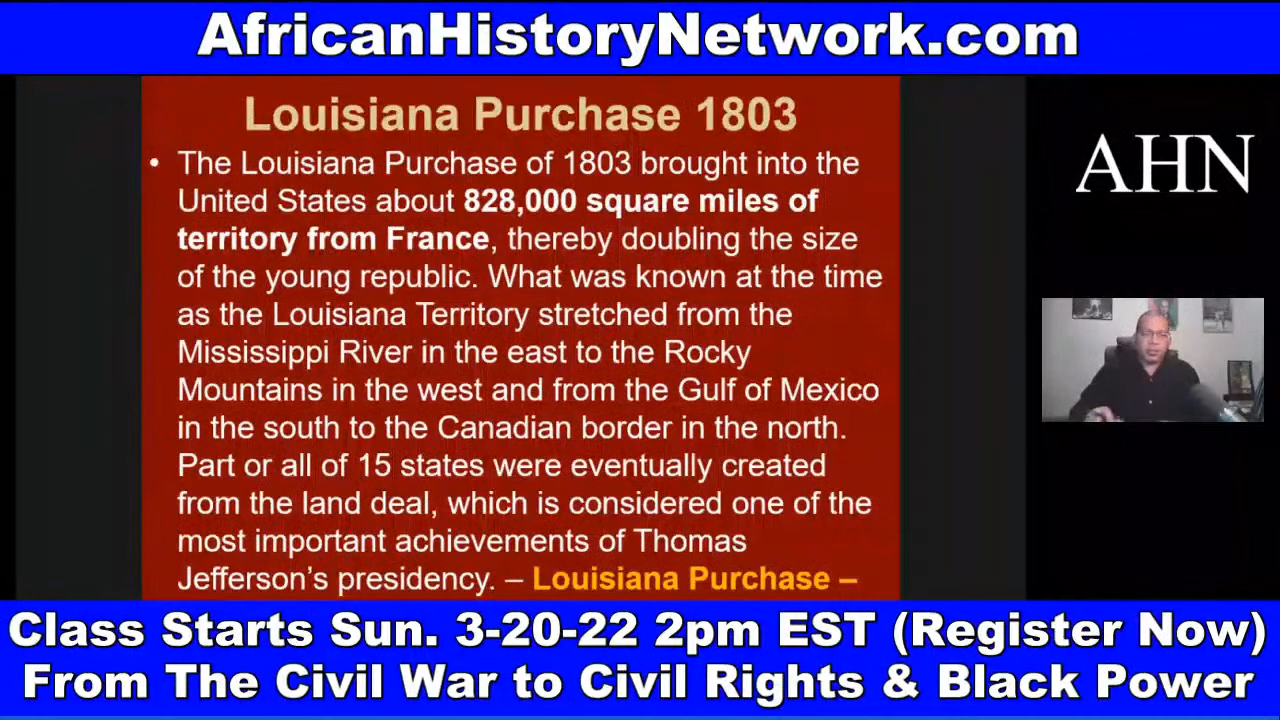 AfricanHistoryNetwork.com
Louisiana Purchase 1803
• The Louisiana Purchase of 1803 brought into the
United States about 828,000 square miles of
territory from France, thereby doubling the size
of the young republic. What was known at the time
as the Louisiana Territory stretched from the
Mississippi River in the east to the Rocky
Mountains in the west and from the Gulf of Mexico
in the south to the Canadian border in the north.
Part or all of 15 states were eventually created
from the land deal, which is considered one of the
most important achievements of Thomas
Jefferson’s presidency. – Louisiana Purchase –
AHN
Class Starts Sun. 3-20-22 2pm EST (Register Now)
From The Civil War to Civil Rights & Black Power